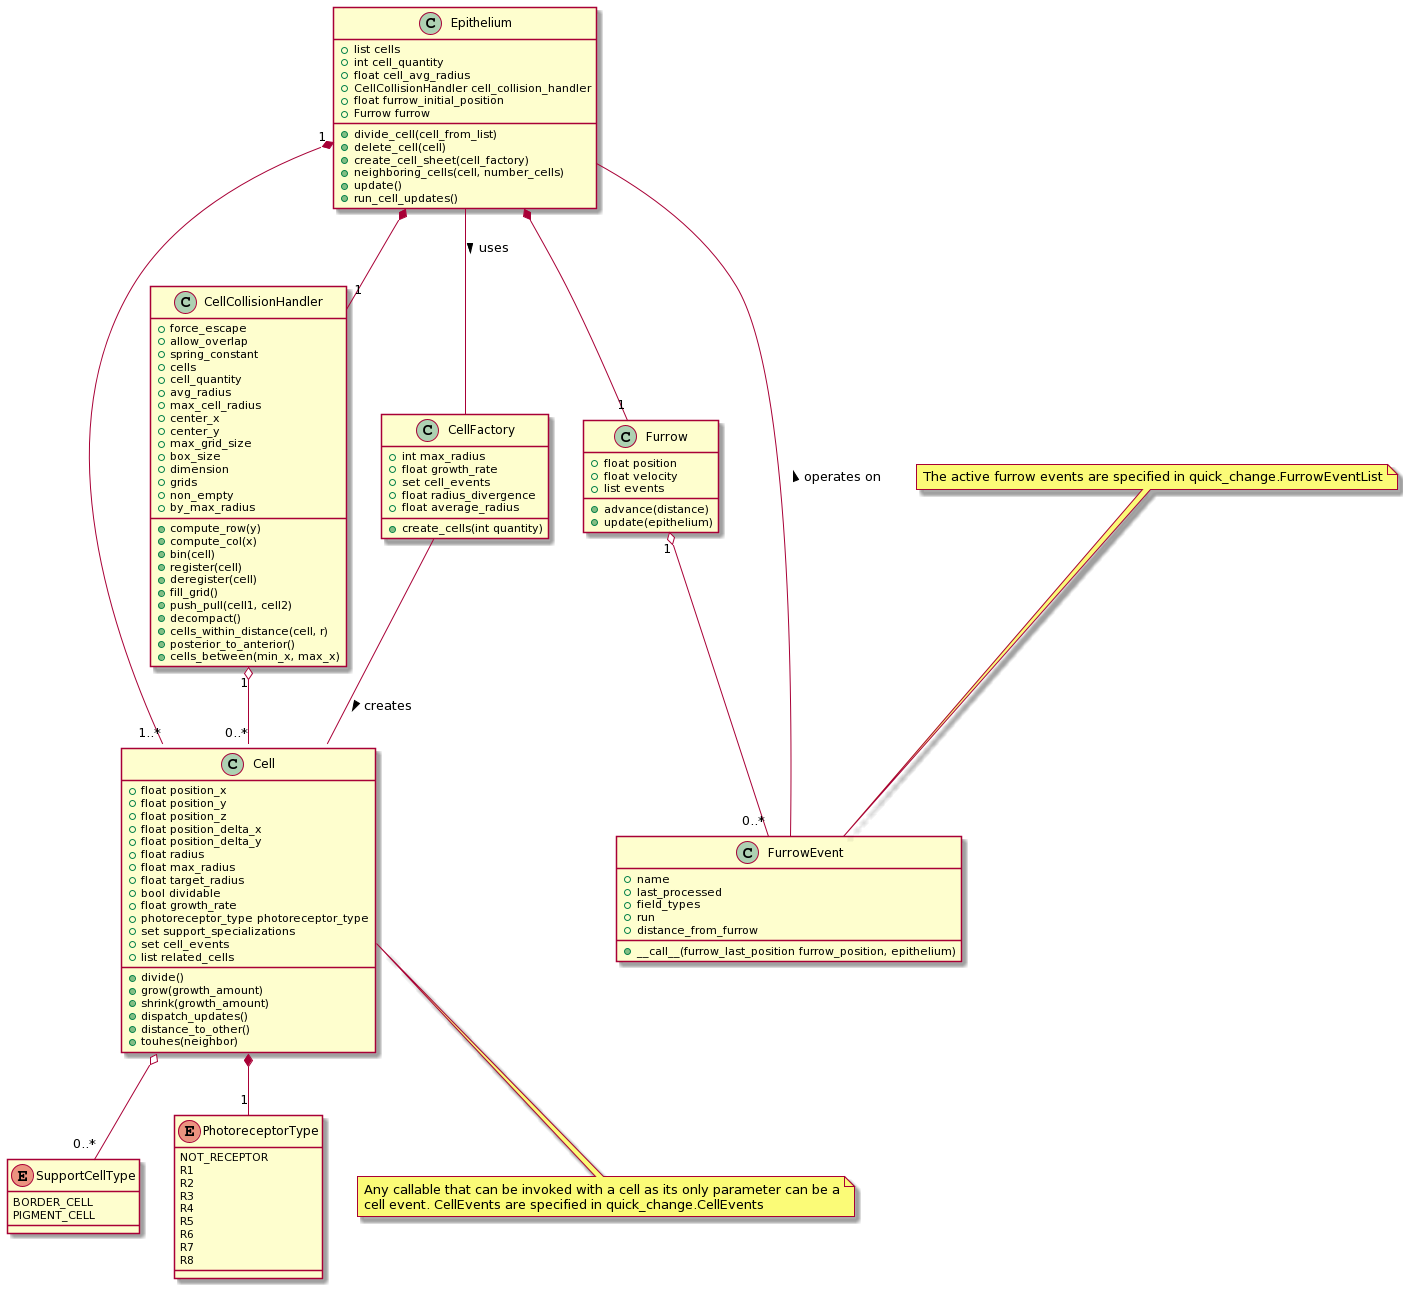 C Epithelium
list cells
int cell_quantity
float cell_avg_radius
CellCollisionHandler cell_collision_handler
float furrow_initial_position
Furrow furrow
divide_cell(cell_from_list)
delete_cell(cell)
create_cell_sheet(cell_factory)
neighboring_cells(cell, number_cells)
update()
run_cell_updates()
1
uses
1
C CellCollisionHandler
force_escape
allow_overlap
spring_constant
cells
cell_quantity
avg_radius
max_cell_radius
center_x
center_y
max_grid_size
box_size
dimension
grids
non_empty
by_max_radius
compute_row(y)
compute_col(x)
bin(cell)
register(cell)
deregister(cell)
fill_grid()
push_pull(cell1, cell2)
decompact()
cells_within_distance(cell, r)
posterior_to_anterior()
cells_between(min_x, max_x)
C CellFactory
int max_radius
float growth_rate
set cell_events
float radius_divergence
float average_radius
create_cells(int quantity)
1
C Furrow
float position
float velocity
list events
advance(distance)
update(epithelium)
1
operates on
The active furrow events are specified in quick_change.FurrowEventList
1
creates
1..*
0..*
C Cell
float position_x
float position_y
float position_z
float position_delta_x
float position_delta_y
float radius
float max_radius
float target_radius
bool dividable
float growth_rate
photoreceptor_type photoreceptor_type
set support_specializations
set cell_events
list related_cells
divide()
grow(growth_amount)
shrink(growth_amount)
dispatch_updates()
distance_to_other()
touhes(neighbor)
0..*
C FurrowEvent
name
last_processed
field_types
run
distance_from_furrow
__call__(furrow_last_position furrow_position, epithelium)
0..*
1
E SupportCellType
BORDER_CELL
PIGMENT_CELL
E PhotoreceptorType
NOT_RECEPTOR
R1
R2
R3
R4
R5
R6
R7
R8
Any callable that can be invoked with a cell as its only parameter can be a
cell event. CellEvents are specified in quick_change.CellEvents